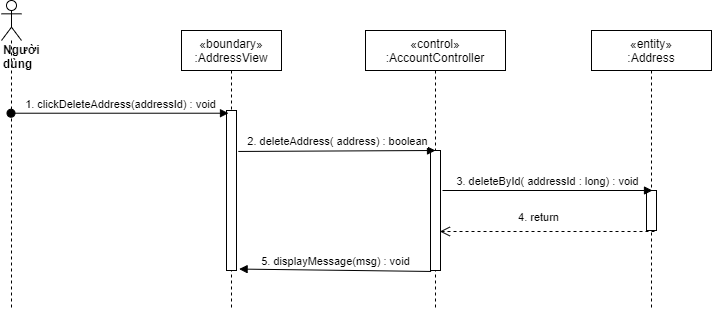 Người
dùng
«boundary»
:AddressView
«control»
:AccountController
«entity»
:Address
1. clickDeleteAddress(addressId) : void
2. deleteAddress( address) : boolean
3. deleteById( addressId : long) : void
4. return
5. displayMessage(msg) : void